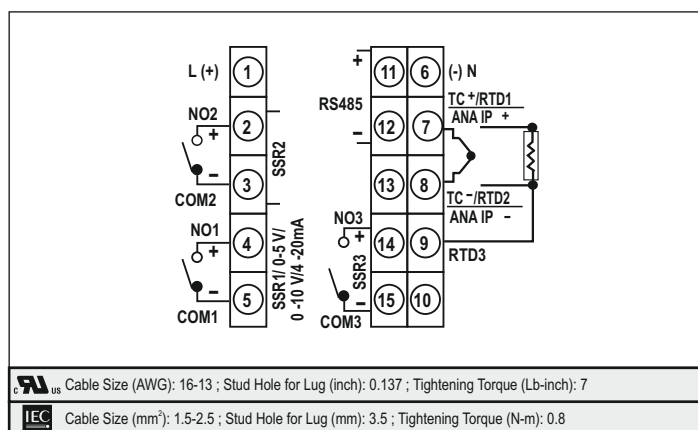 L (+) 1 11 6 (-) N
+
NO2 2 RS485 12 7 TC +/RTD1
+ ANA IP +
SSR2
− −
3 13 8 TC −/RTD2
COM2 ANA IP −
NO1 4 NO3 14 9 RTD3
+ +
SSR1/ 0-5 V/
0 -10 V/4 -20mA
SSR3
− −
5 15 10
COM1 COM3
c RU us Cable Size (AWG): 16-13 ; Stud Hole for Lug (inch): 0.137 ; Tightening Torque (Lb-inch): 7
IEC Cable Size (mm²): 1.5-2.5 ; Stud Hole for Lug (mm): 3.5 ; Tightening Torque (N-m): 0.8